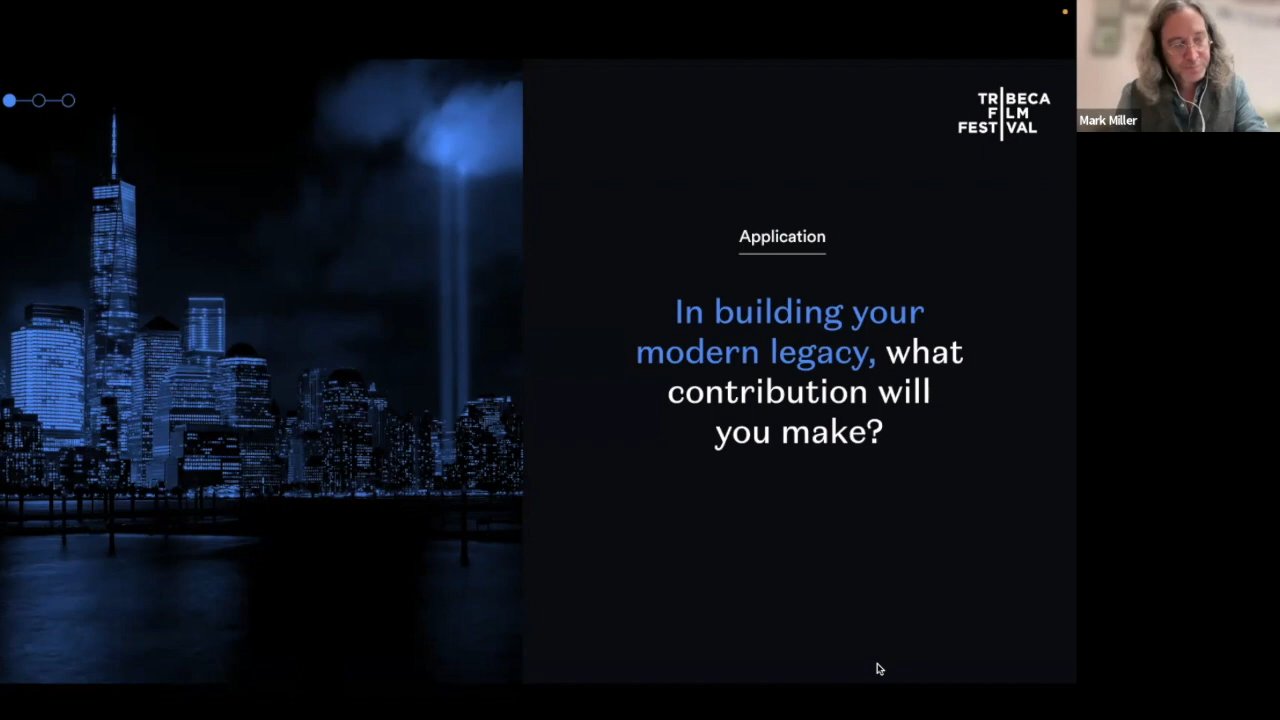 TRIBECA
FILM
FESTIVAL
Mark Miller
Application
In building your
modern legacy, what
contribution will
you make?